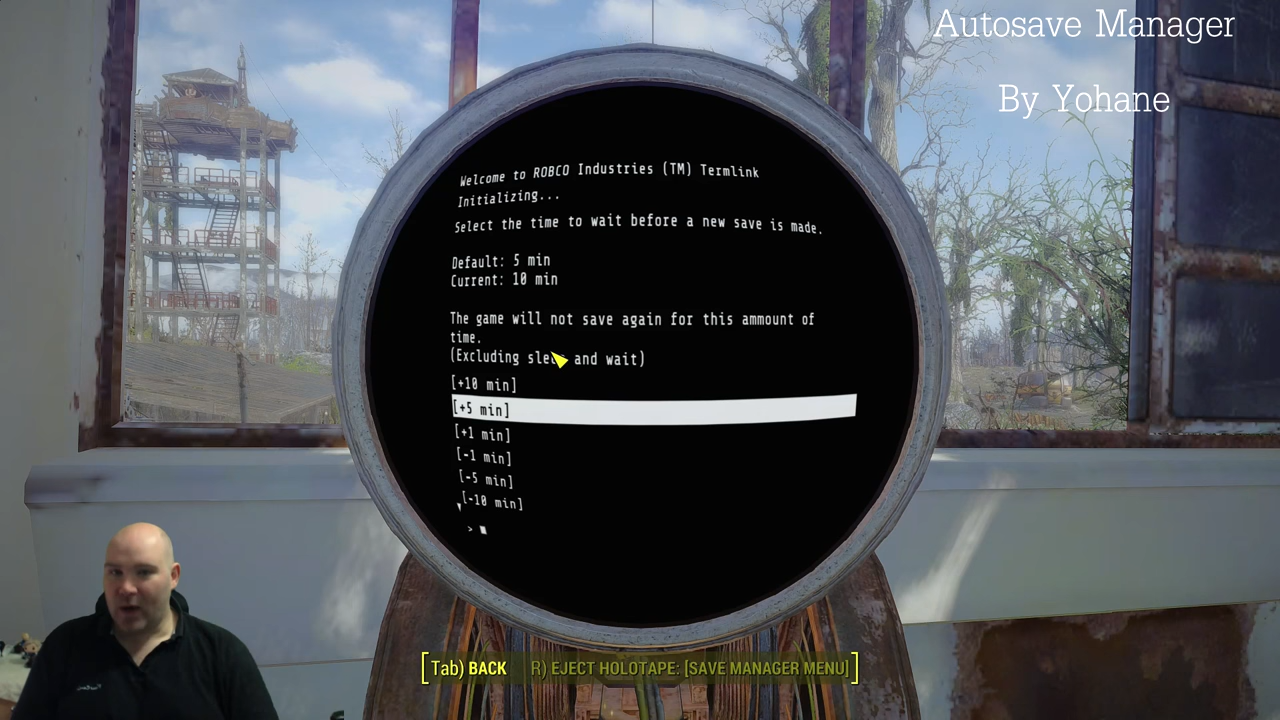 Autosave Manager
By Yohane
Welcome to ROBCO Industries (TM) Termlink
Initializing...
Select the time to wait before a new save is made.
Default: 5 min
Current: 10 min
The game will not save again for this ammount of
time.
(Excluding and wait)
[+10 min]
[+5 min]
[+1 min]
[-1 min]
[-5 min]
[-10 min]
>
[Tab) BACK R) EJECT HOLOTAPE: [SAVE MANAGER MENU]]